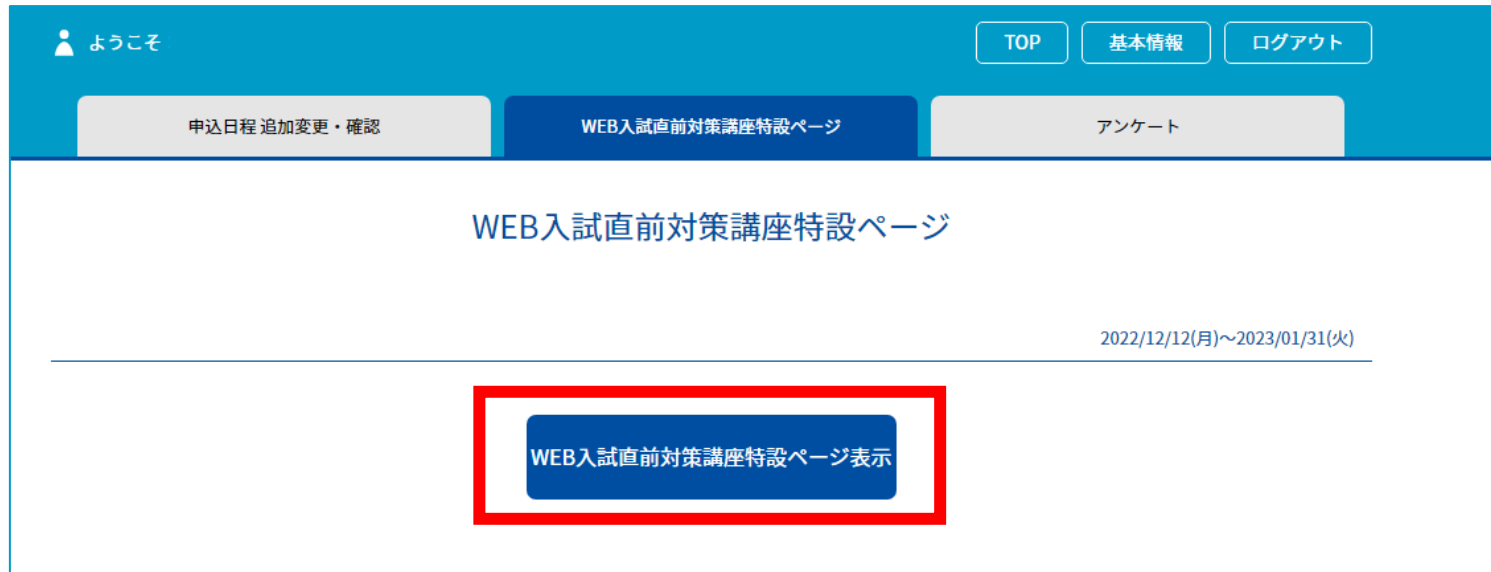 ようこそ
TOP
基本情報
ログアウト
申込日程 追加変更・確認
WEB入試直前対策講座特設ページ
アンケート
WEB入試直前対策講座特設ページ
2022/12/12(月)～2023/01/31(火)
WEB入試直前対策講座特設ページ表示